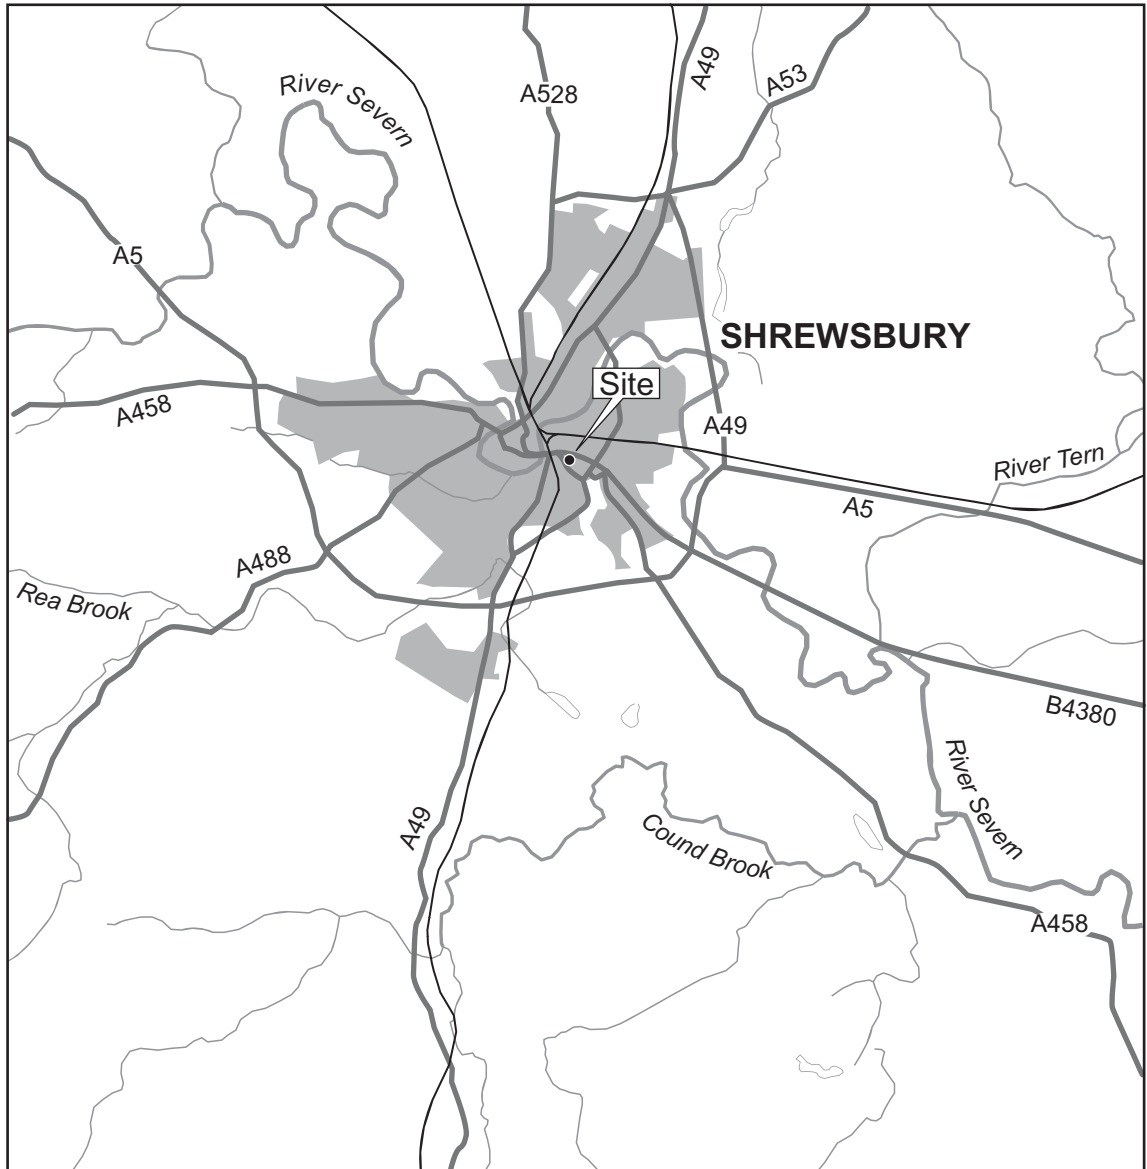 River Severn
A528
A49
A53
A5
SHREWSBURY
Site
A458
A49
River Tern
A5
A488
Rea Brook
B4380
River Severn
A49
Cound Brook
A458